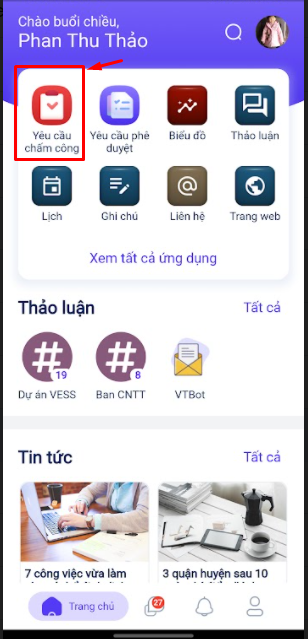 Chào buổi chiều,
Phan Thu Thảo
Yêu cầu
chấm công
Yêu cầu phê
duyệt
Biểu đồ
Thảo luận
Lịch
Ghi chú
Liên hệ
Trang web
Xem tất cả ứng dụng
Thảo luận
Tất cả
19
8
Dự án VESS
Ban CNTT
VTBot
Tin tức
Tất cả
7 công việc vừa làm
3 quận huyện sau 10
Trang chủ
27